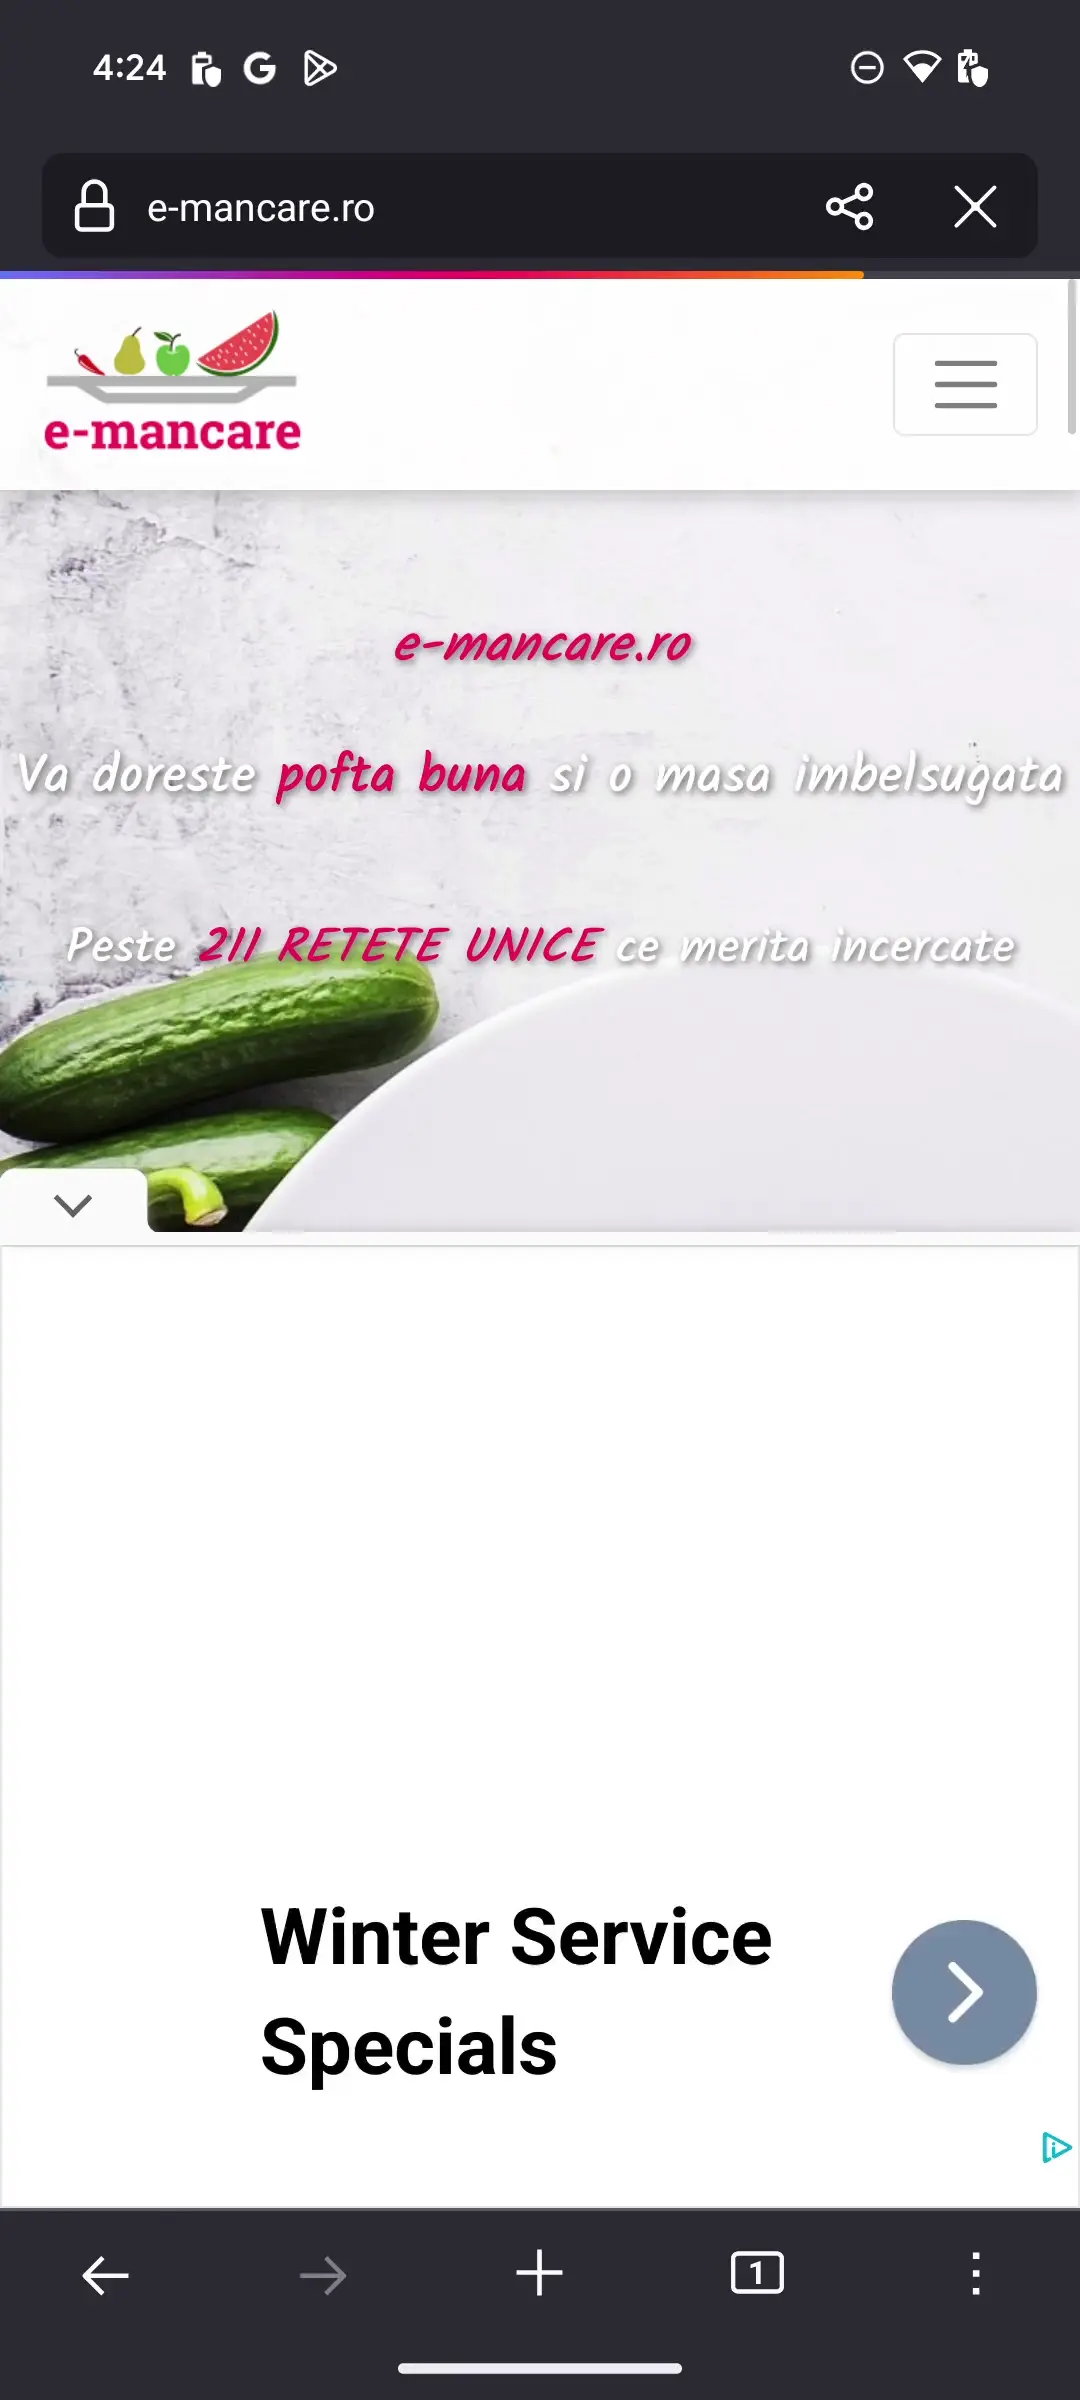 4:24
e-mancare.ro
e-mancare
e-mancare.ro
Va doreste pofta buna si o masa imbelsugata
Peste 211 RETETE UNICE ce merita incercate
Winter Service
Specials
1